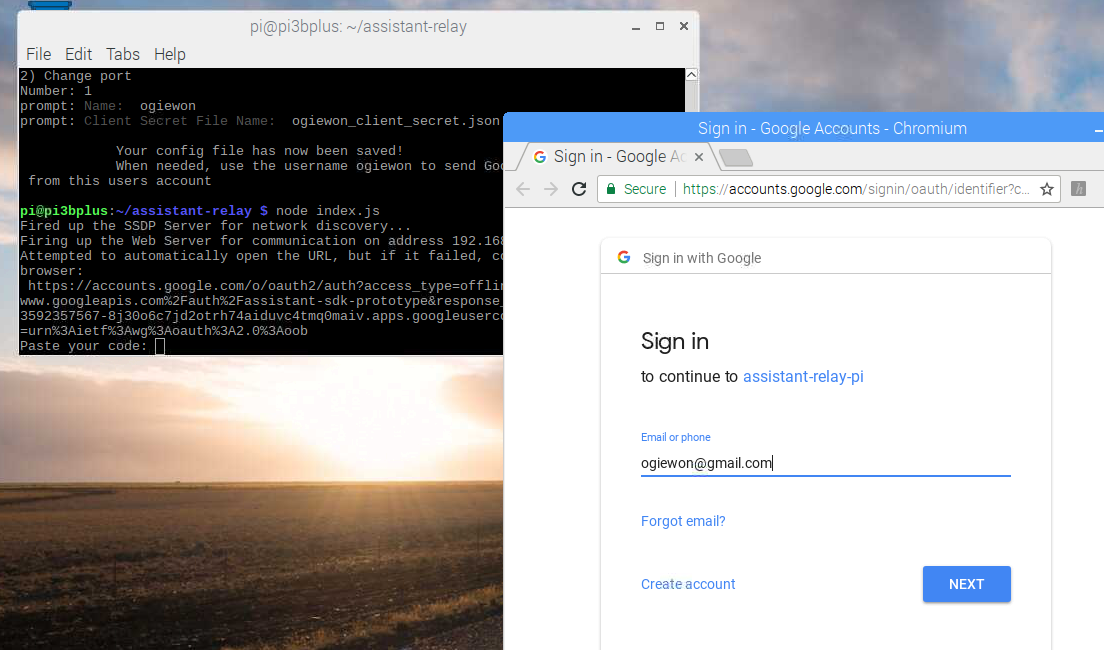 pi@pi3bplus: ~/assistant-relay
File Edit Tabs Help
2) Change port
Number: 1
prompt: Name: ogiewon
prompt: Client Secret File Name: ogiewon_client_secret.json
Your config file has now been saved!
When needed, use the username ogiewon to send Goo
from this users account
pi@pi3bplus:~/assistant-relay $ node index.js
Fired up the SSDP Server for network discovery...
Firing up the Web Server for communication on address 192.168
Attempted to automatically open the URL, but if it failed, co
browser:
https://accounts.google.com/o/oauth2/auth?access_type=offlin
www.googleapis.com%2Fauth%2Fassistant-sdk-prototype&response_
3592357567-8j30o6c7jd2otrh74aiduvc4tmq0maiv.apps.googleuserco
=urn%3Aietf%3Awg%3Aoauth%3A2.0%3Aoob
Paste your code:
Sign in - Google Accounts - Chromium
Sign in - Google Ac
Secure https://accounts.google.com/signin/oauth/identifier?c...
h
Sign in with Google
Sign in
to continue to assistant-relay-pi
Email or phone
ogiewon@gmail.com
Forgot email?
Create account
NEXT